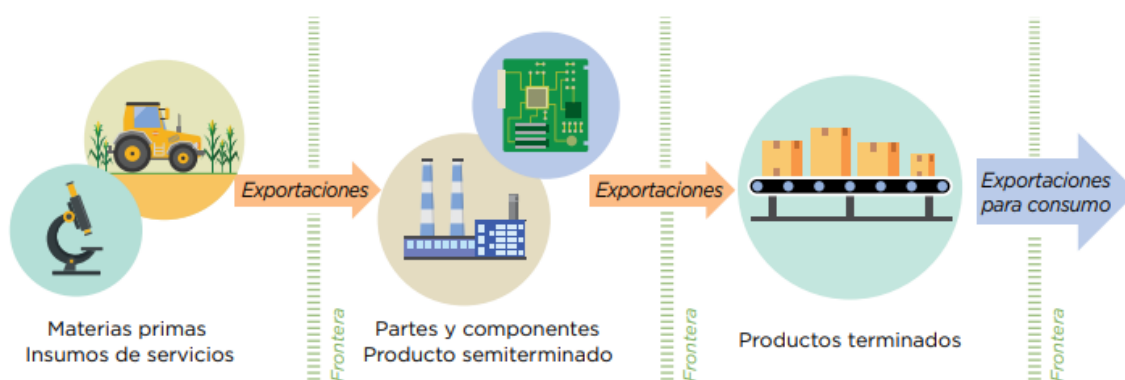 Exportaciones
Exportaciones
Exportaciones
para consumo
Materias primas
Insumos de servicios
Frontera
Partes y componentes
Producto semiterminado
Frontera
Productos terminados
Frontera